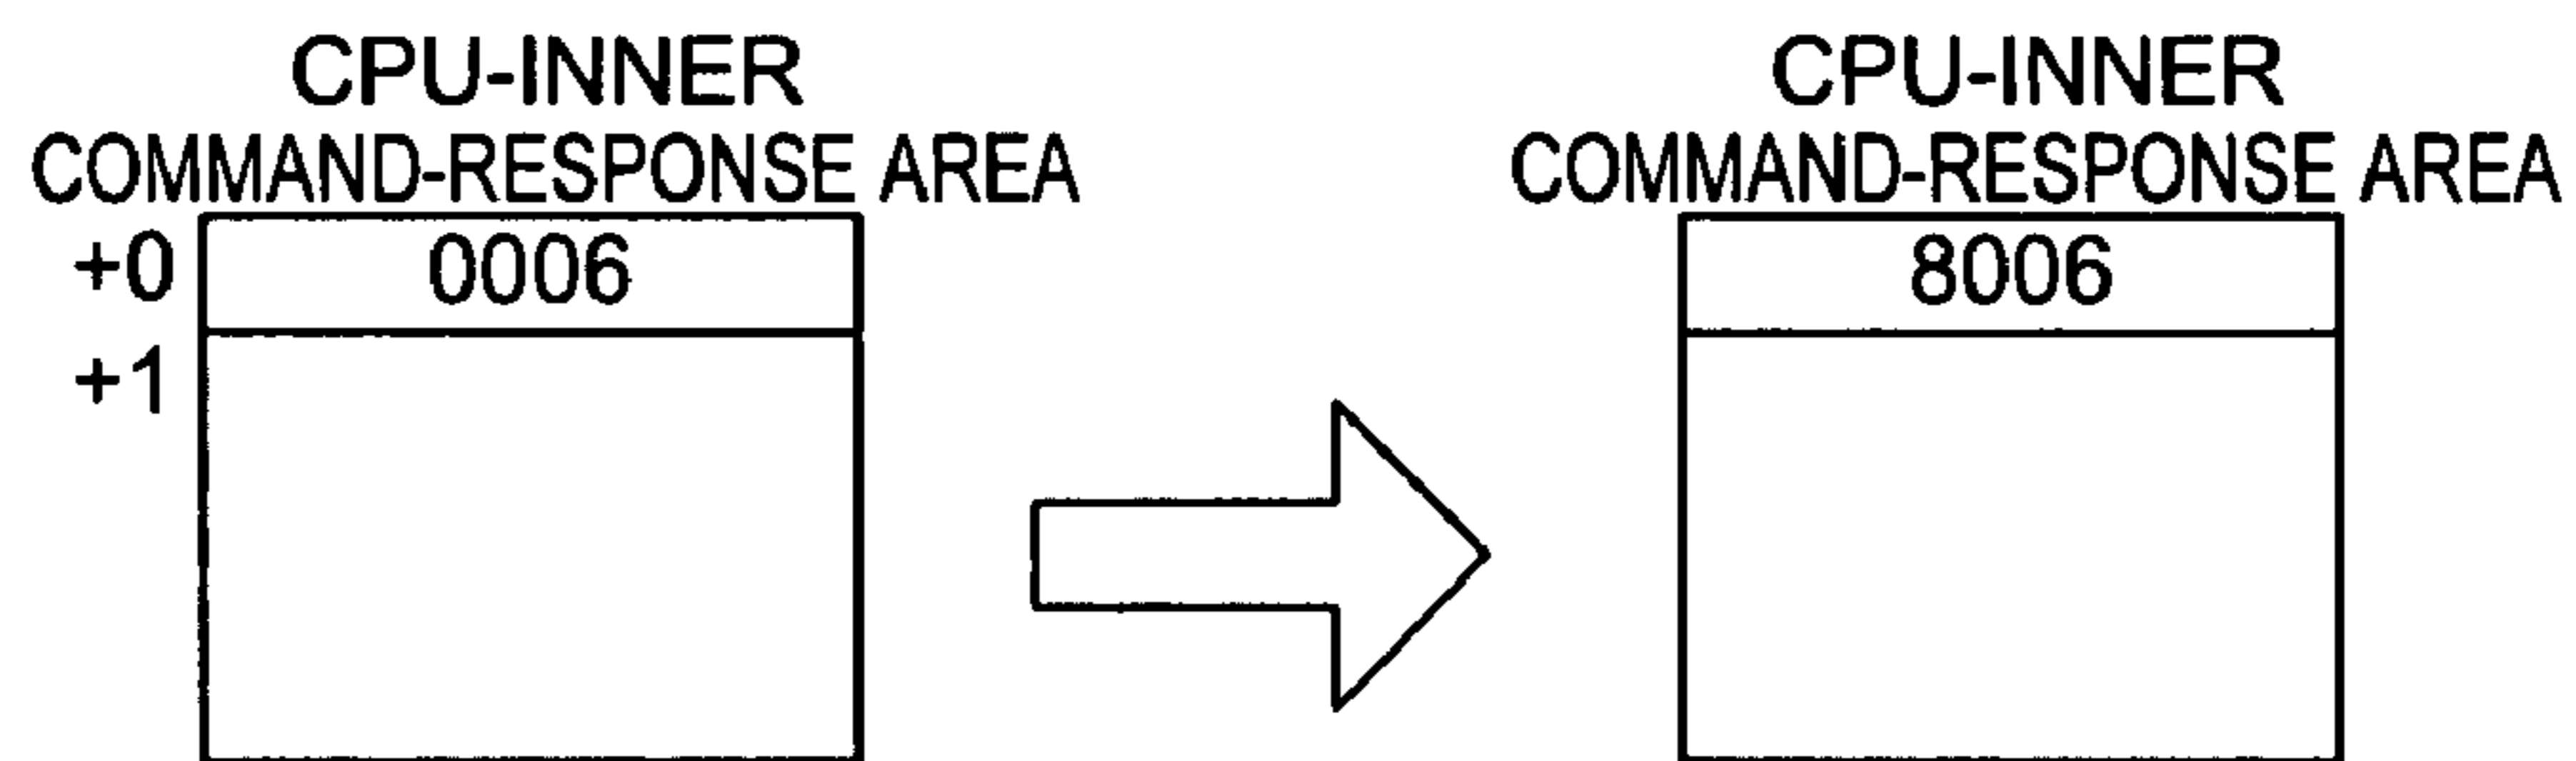 CPU-INNER
COMMAND-RESPONSE AREA
+0 0006
+1
CPU-INNER
COMMAND-RESPONSE AREA
8006